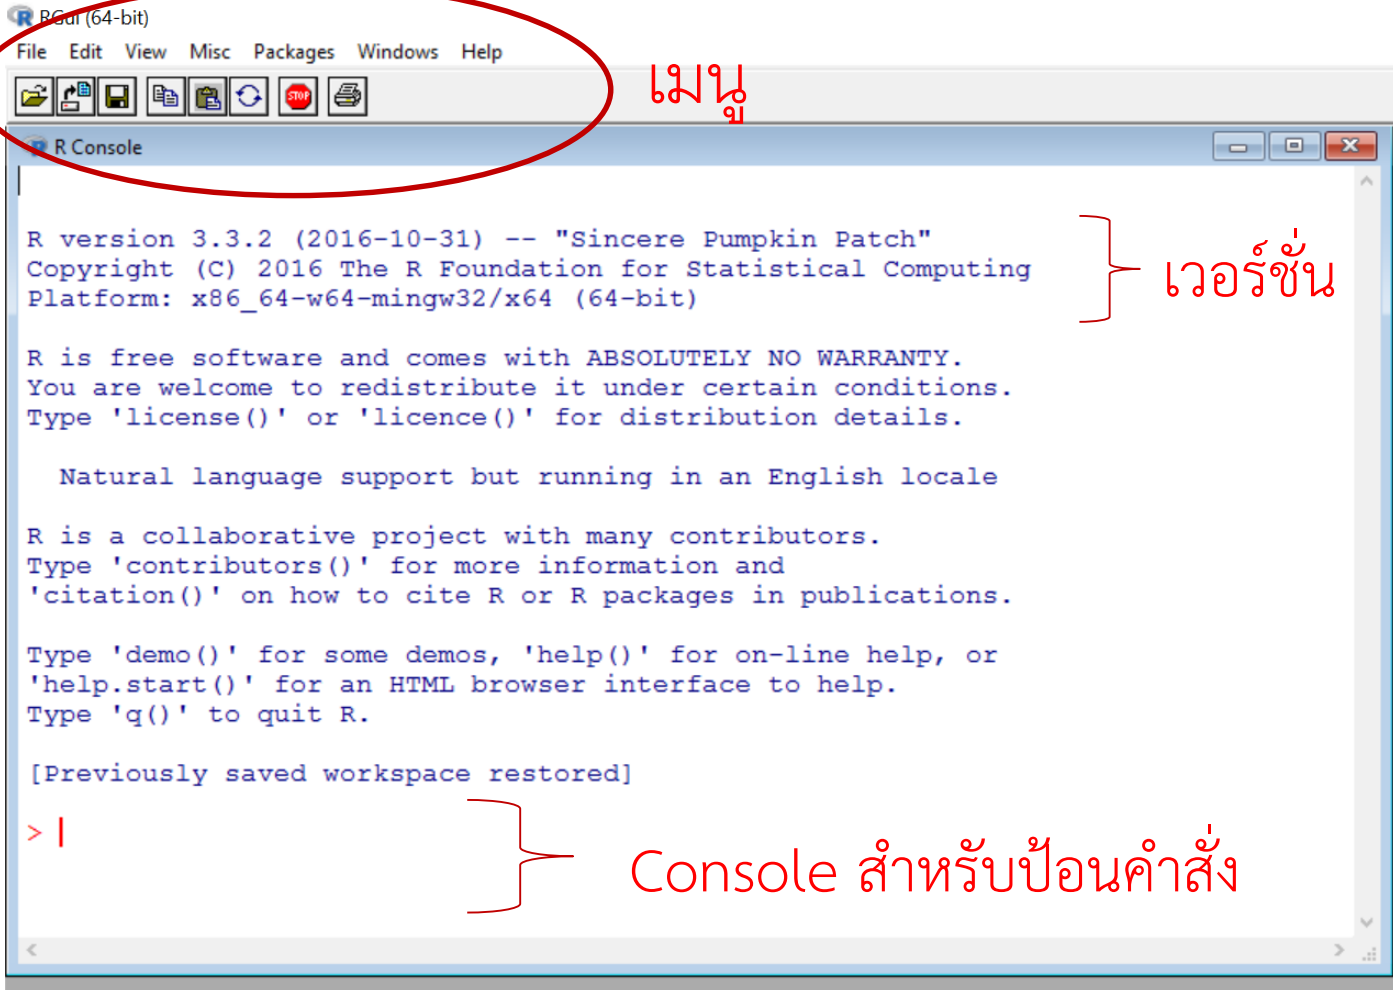 RGui (64-bit)
File Edit View Misc Packages Windows Help
STOP
เมนู
R Console
R version 3.3.2 (2016-10-31) -- "Sincere Pumpkin Patch"
Copyright (C) 2016 The R Foundation for Statistical Computing
Platform: x86_64-w64-mingw32/x64 (64-bit)
เวอร์ชั่น
R is free software and comes with ABSOLUTELY NO WARRANTY.
You are welcome to redistribute it under certain conditions.
Type 'license()' or 'licence()' for distribution details.
Natural language support but running in an English locale
R is a collaborative project with many contributors.
Type 'contributors()' for more information and
'citation()' on how to cite R or R packages in publications.
Type 'demo()' for some demos, 'help()' for on-line help, or
'help.start()' for an HTML browser interface to help.
Type 'q()' to quit R.
[Previously saved workspace restored]
>
Console สำหรับป้อนคำสั่ง